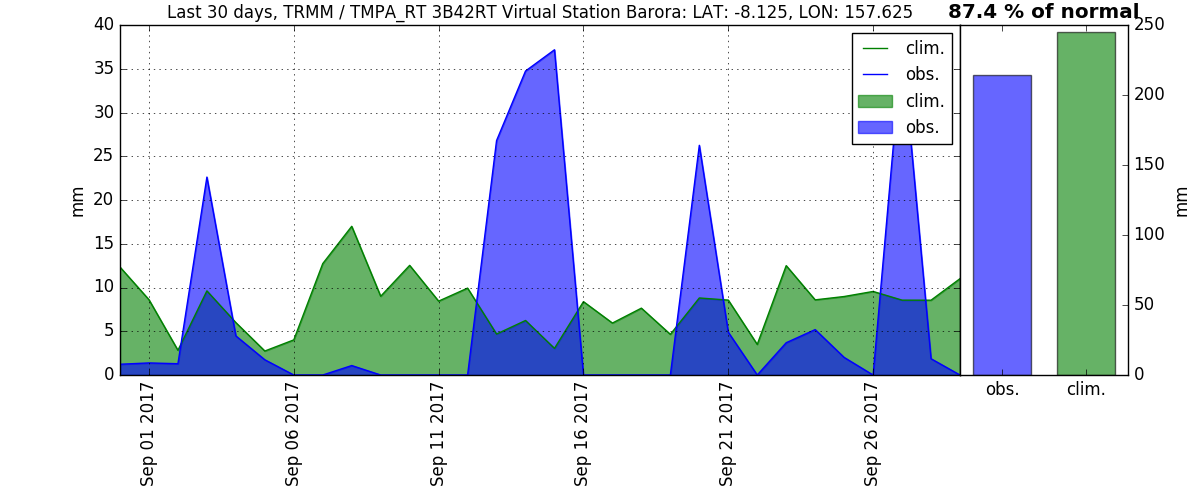 Last 30 days, TRMM / TMPA_RT 3B42RT Virtual Station Barora: LAT: -8.125, LON: 157.625
87.4 % of normal
40
35
30
25
20
15
10
5
0
mm
clim.
obs.
clim.
obs.
250
200
150
100
50
0
mm
obs.
clim.
Sep 01 2017
Sep 06 2017
Sep 11 2017
Sep 16 2017
Sep 21 2017
Sep 26 2017